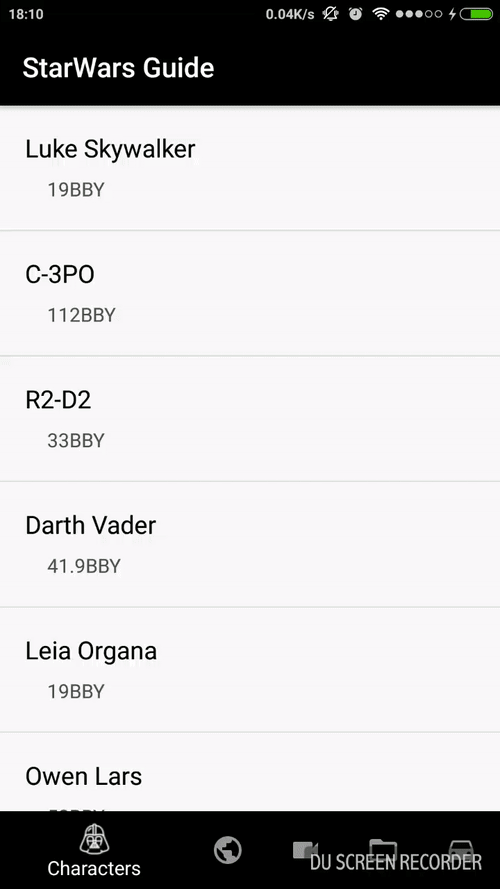 18:10 0.04K/s
StarWars Guide
Luke Skywalker
19BBY
C-3PO
112BBY
R2-D2
33BBY
Darth Vader
41.9BBY
Leia Organa
19BBY
Owen Lars
Characters
DU SCREEN RECORDER